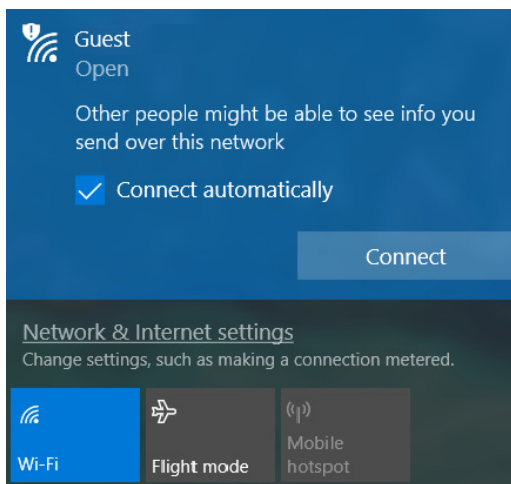 Guest
Open
Other people might be able to see info you
send over this network
Connect automatically
Connect
Network & Internet settings
Change settings, such as making a connection metered.
Wi-Fi
Flight mode
Mobile
hotspot